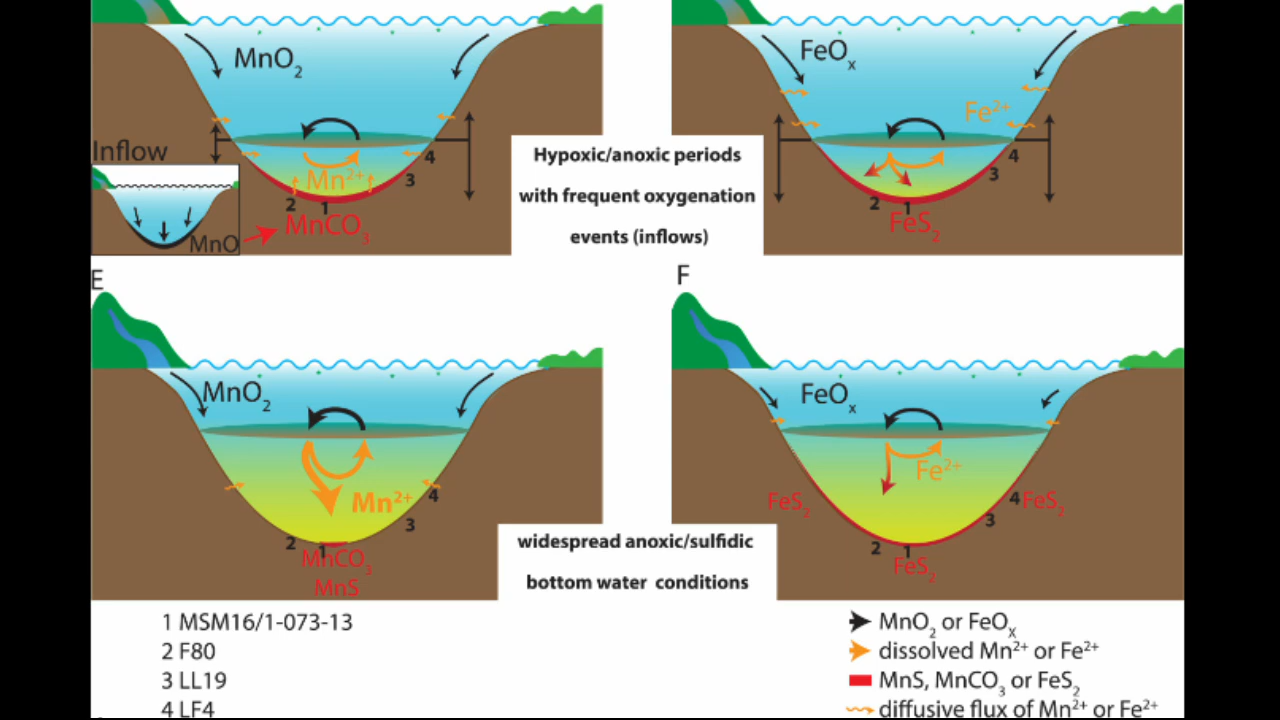 MnO2
FeOx
Fe2+
Inflow
4
4
Hypoxic/anoxic periods
with frequent oxygenation
events (inflows)
Mn2+
3
3
2
1
2
1
MnO
MnCO3
FeS2
E
F
MnO2
FeOx
Fe2+
Mn2+
4
FeS2
4 FeS2
3
3
2
1
2
1
widespread anoxic/sulfidic
bottom water conditions
MnCO3
MnS
FeS2
1 MSM16/1-073-13
2 F80
3 LL19
4 LF4
MnO2 or FeOx
dissolved Mn2+ or Fe2+
MnS, MnCO3 or FeS2
diffusive flux of Mn2+ or Fe2+